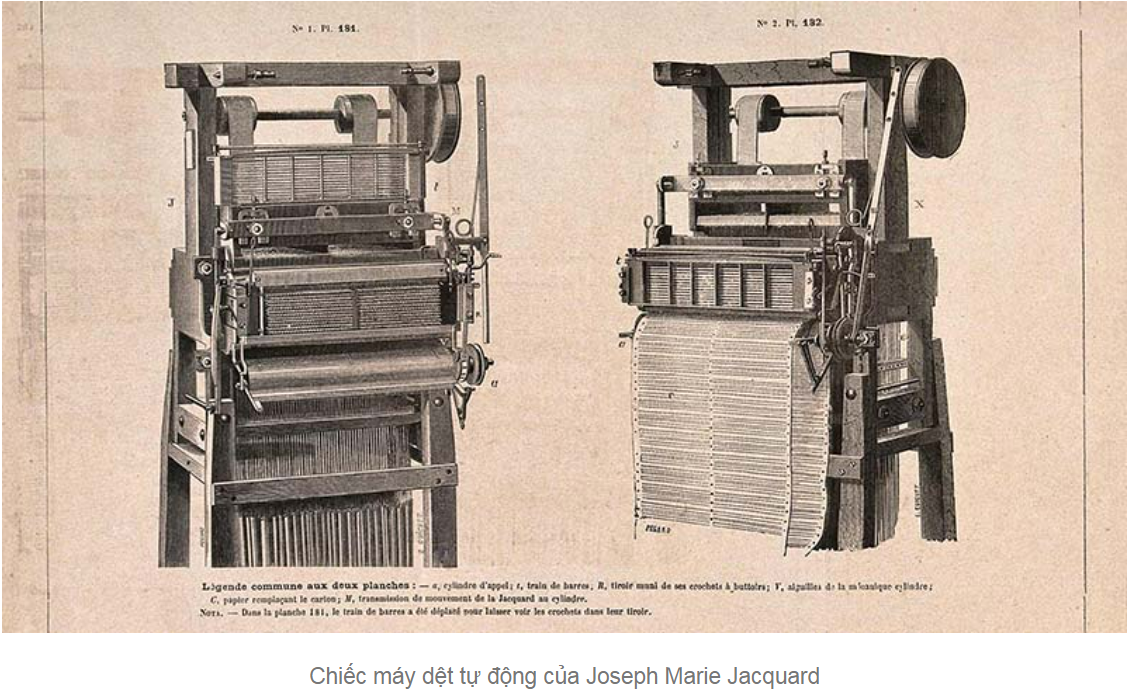 Nº 1. Pl. 181.
Nº 2. Pl. 182.
J
l
M
a
J
X
t
a
c
Légende commune aux deux planches : — a, cylindre d'appel; t, train de barres; R, tiroir muni de ses crochets à buttoirs; V, aiguilles de la mécanique cylindre;
C, papier remplaçant le carton; M, transmission de mouvement de la Jacquard au cylindre.
Nota. — Dans la planche 181, le train de barres a été déplacé pour laisser voir les crochets dans leur tiroir.
Chiếc máy dệt tự động của Joseph Marie Jacquard